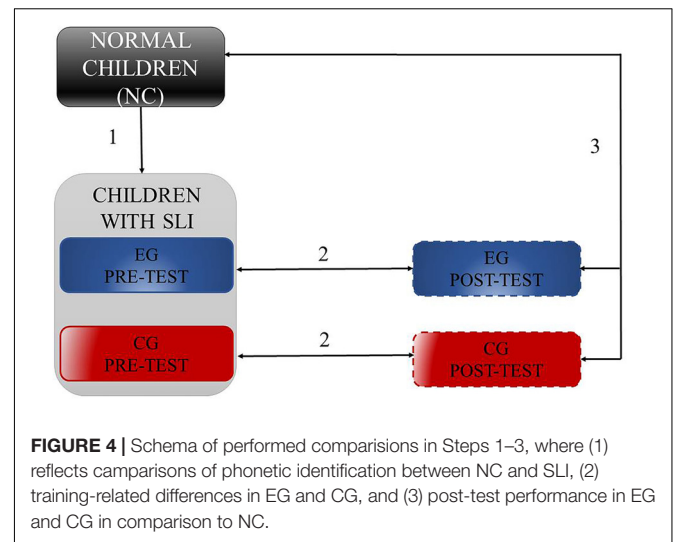 NORMAL
CHILDREN
(NC)
1
3
CHILDREN
WITH SLI
EG
PRE-TEST
2
EG
POST-TEST
CG
PRE-TEST
2
CG
POST-TEST
FIGURE 4 | Schema of performed comparisions in Steps 1–3, where (1)
reflects camparisons of phonetic identification between NC and SLI, (2)
training-related differences in EG and CG, and (3) post-test performance in EG
and CG in comparison to NC.